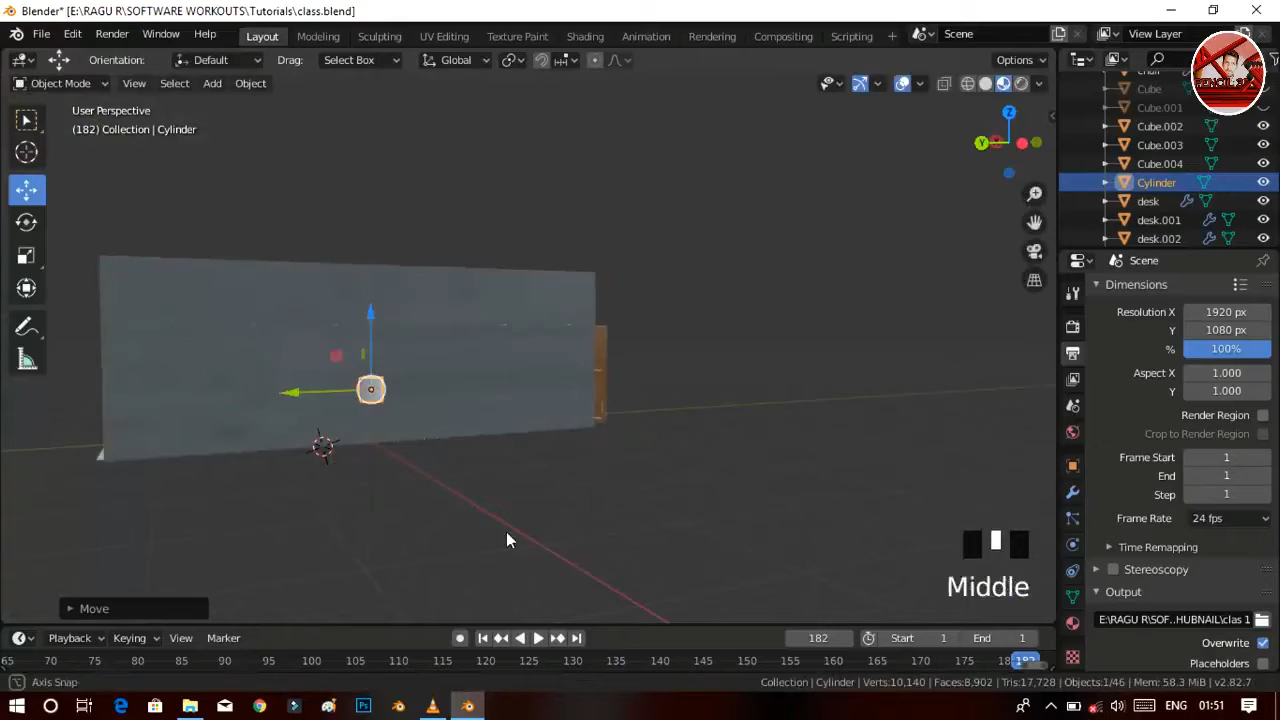 Blender* [E:\RAGU R\SOFTWARE WORKOUTS\Tutorials\class.blend]
File Edit Render Window Help Layout Modeling Sculpting UV Editing Texture Paint Shading Animation Rendering Compositing Scripting + Scene View Layer
Orientation: Default Drag: Select Box Global Options
Object Mode View Select Add Object
User Perspective
(182) Collection | Cylinder
Z
Y
Cube
Cube.001
Cube.002
Cube.003
Cube.004
Cylinder
desk
desk.001
desk.002
Scene
Dimensions
Resolution X 1920 px
Y 1080 px
% 100%
Aspect X 1.000
Y 1.000
Render Region
Crop to Render Region
Frame Start 1
End 1
Step 1
Frame Rate 24 fps
Time Remapping
Stereoscopy
Output
E:\RAGU R\SOF..HUBNAIL\clas 1
Overwrite
Placeholders
Middle
Move
Playback Keying View Marker 182 Start 1 End 1
65 70 75 80 85 90 95 100 105 110 115 120 125 130 135 140 145 150 155 160 165 170 175 182
Axis Snap Collection | Cylinder | Verts:10,140 | Faces:8,902 | Tris:17,728 | Objects:1/46 | Mem: 58.3 MiB | v2.82.7
Ps ENG 01:51